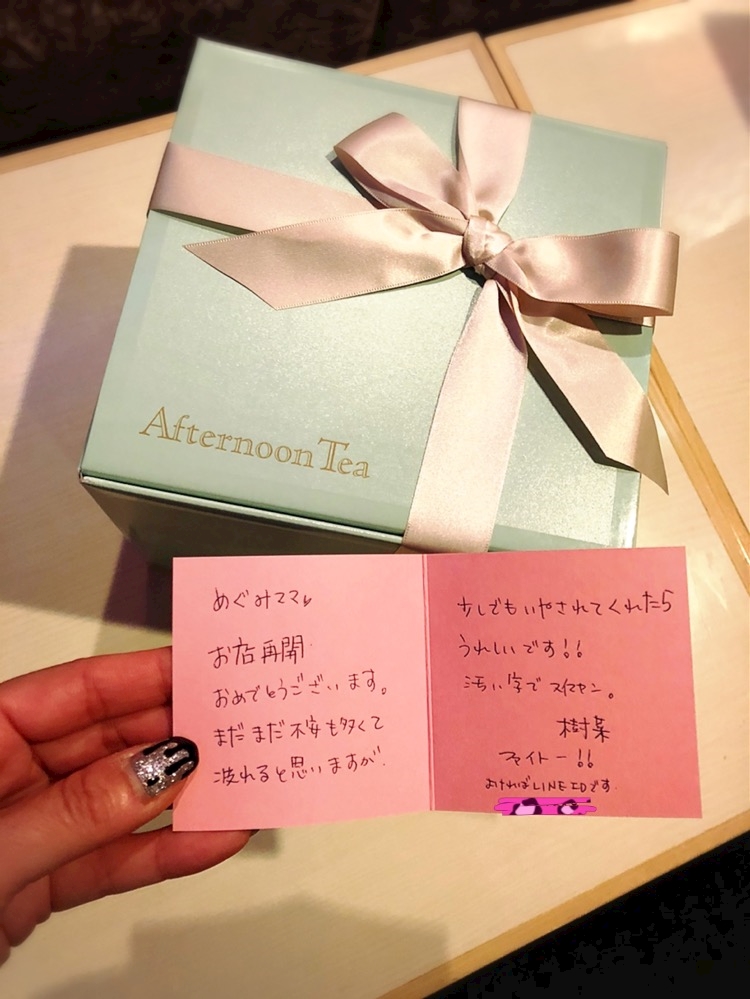 Afternoon Tea
めぐみママ♡
お店再開
おめでとうございます。
まだまだ不安も多くて
疲れると思いますが、
少しでもいやされてくれたら
うれしいです!!
汚い字でスイマセン。
樹
ファイトー!!
よければLINE IDです